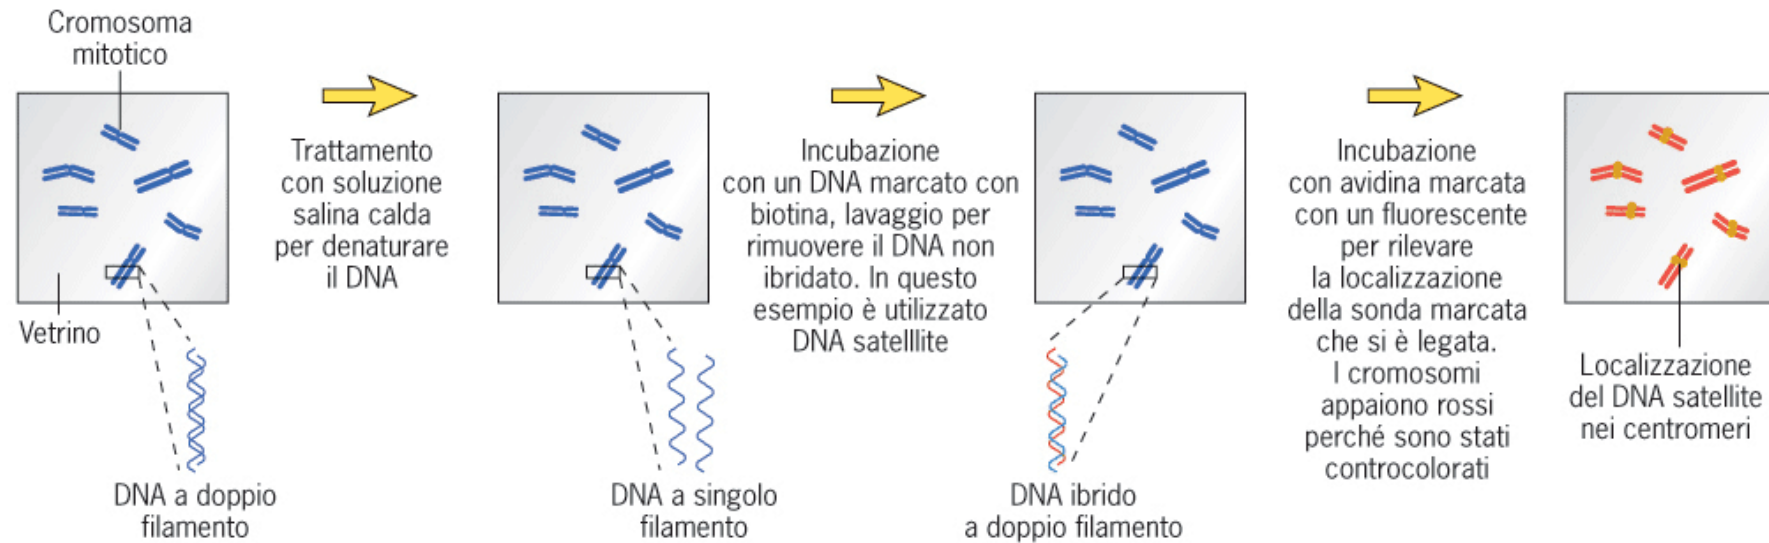 Cromosoma
mitotico
Vetrino
DNA a doppio
filamento
Trattamento
con soluzione
salina calda
per denaturare
il DNA
DNA a singolo
filamento
Incubazione
con un DNA marcato con
biotina, lavaggio per
rimuovere il DNA non
ibridato. In questo
esempio è utilizzato
DNA satelllite
DNA ibrido
a doppio filamento
Incubazione
con avidina marcata
con un fluorescente
per rilevare
la localizzazione
della sonda marcata
che si è legata.
I cromosomi
appaiono rossi
perché sono stati
controcolorati
Localizzazione
del DNA satellite
nei centromeri